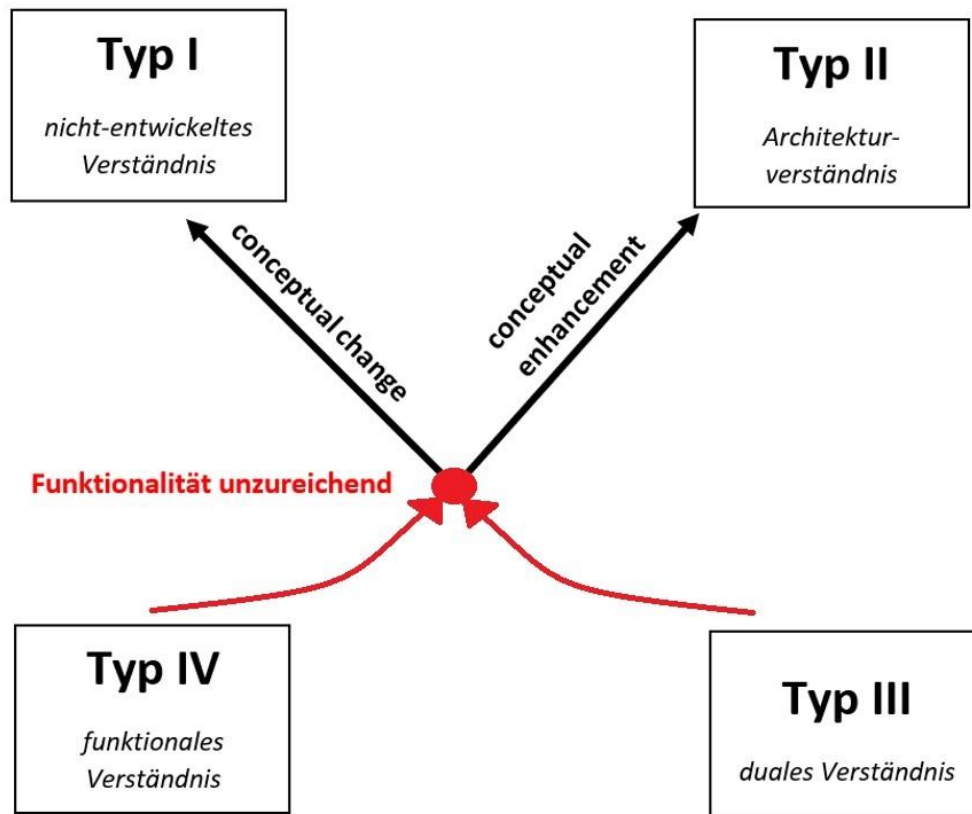 Typ I
nicht-entwickeltes
Verständnis
Typ II
Architektur-
verständnis
conceptual change
conceptual
enhancement
Funktionalität unzureichend
Typ IV
funktionales
Verständnis
Typ III
duales Verständnis